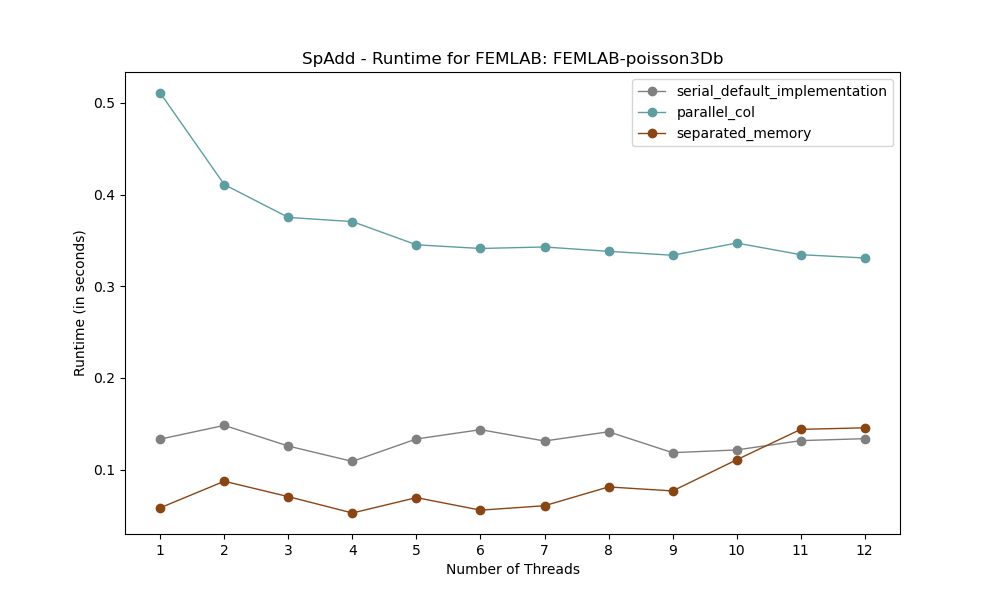 SpAdd - Runtime for FEMLAB: FEMLAB-poisson3Db
serial_default_implementation
parallel_col
separated_memory
Runtime (in seconds)
0.5
0.4
0.3
0.2
0.1
1 2 3 4 5 6 7 8 9 10 11 12
Number of Threads